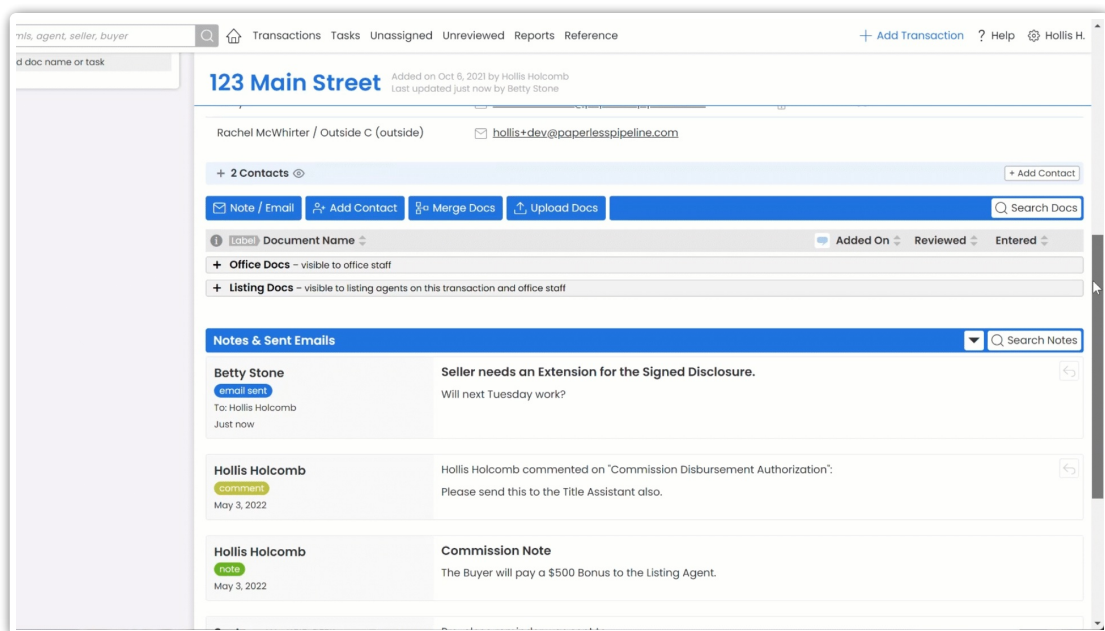 mls, agent, seller, buyer
Transactions Tasks Unassigned Unreviewed Reports Reference
+ Add Transaction ? Help Hollis H.
d doc name or task
123 Main Street
Added on Oct 6, 2021 by Hollis Holcomb
Last updated just now by Betty Stone
Rachel McWhirter / Outside C (outside) hollis+dev@paperlesspipeline.com
+ 2 Contacts
+ Add Contact
Note / Email Add Contact Merge Docs Upload Docs Search Docs
Label Document Name Added On Reviewed Entered
+ Office Docs – visible to office staff
+ Listing Docs – visible to listing agents on this transaction and office staff
Notes & Sent Emails Search Notes
Betty Stone
email sent
To: Hollis Holcomb
Just now
Seller needs an Extension for the Signed Disclosure.
Will next Tuesday work?
Hollis Holcomb
comment
May 3, 2022
Hollis Holcomb commented on "Commission Disbursement Authorization":
Please send this to the Title Assistant also.
Hollis Holcomb
note
May 3, 2022
Commission Note
The Buyer will pay a $500 Bonus to the Listing Agent.